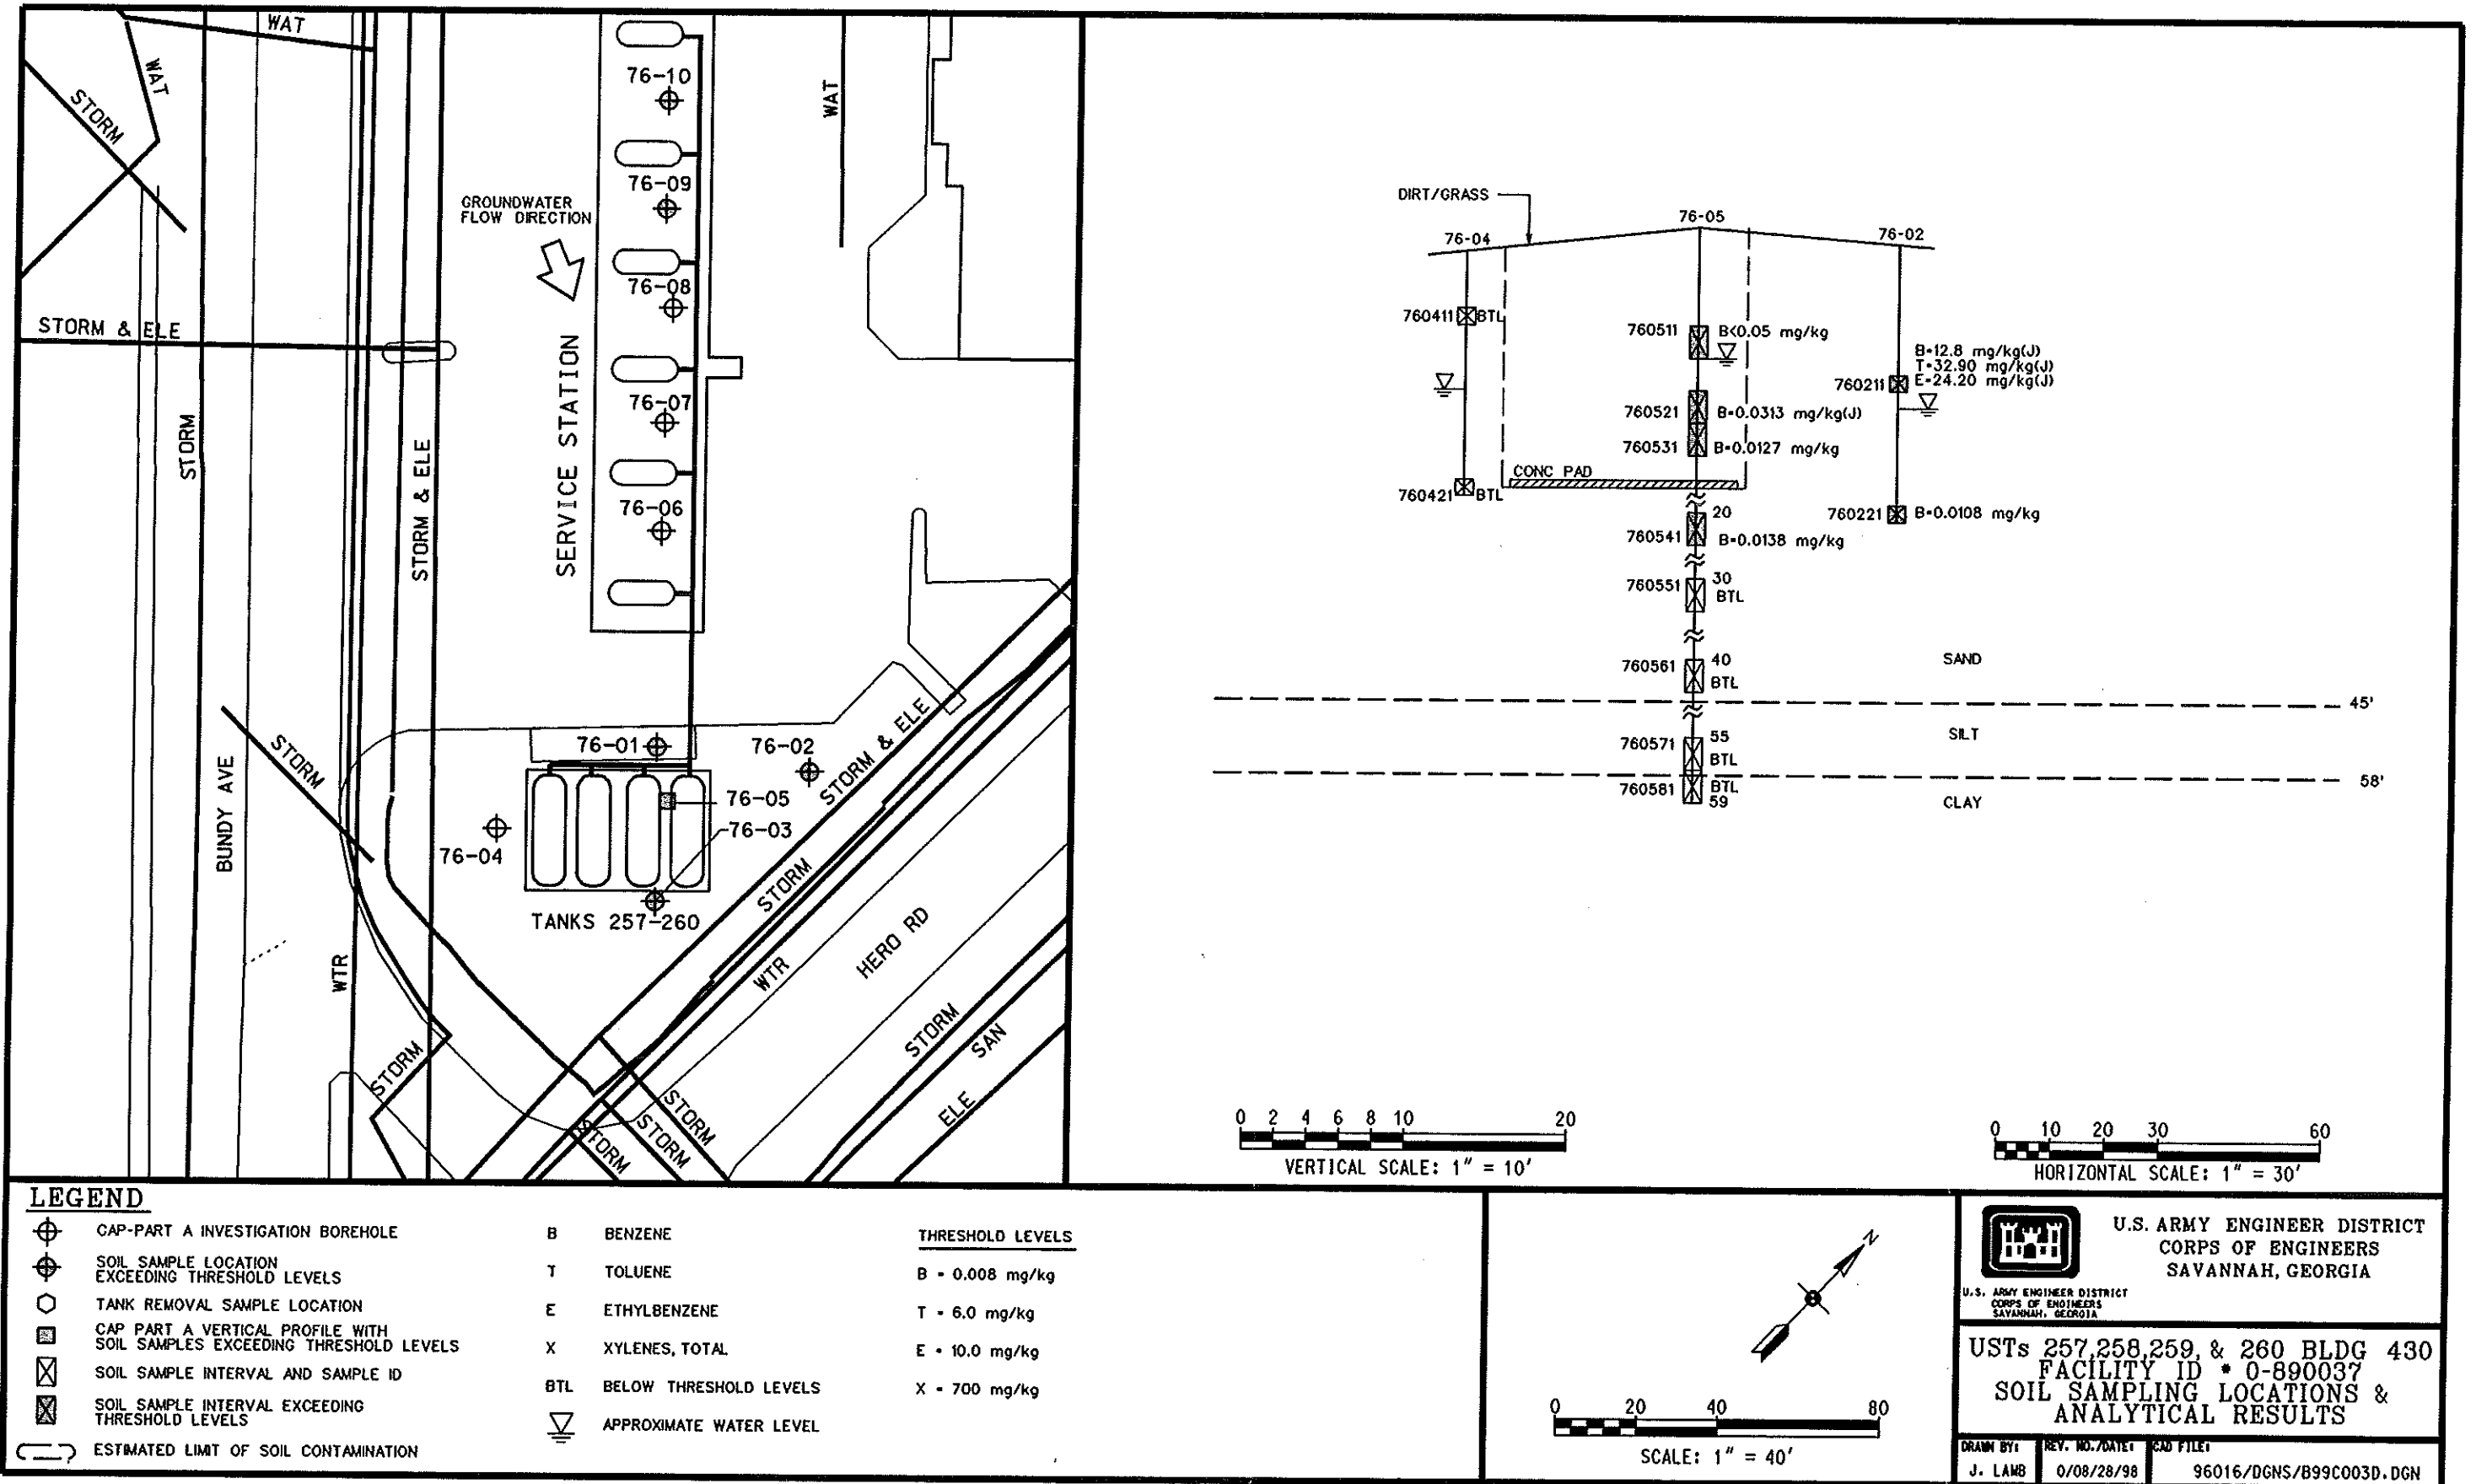 WAT
WAT
STORM
STORM & ELE
STORM
STORM & ELE
BUNDY AVE
STORM
WTR
STORM
GROUNDWATER
FLOW DIRECTION
SERVICE STATION
76-10
76-09
76-08
76-07
76-06
WAT
76-01
76-02
76-05
76-03
76-04
TANKS 257-260
STORM & ELE
STORM
WTR
HERO RD
STORM
SAN
ELE
STORM
STORM
STORM
DIRT/GRASS
76-04
76-05
76-02
760411
BTL
760511
B<0.05 mg/kg
B=12.8 mg/kg(J)
T=32.90 mg/kg(J)
760211
E=24.20 mg/kg(J)
760521
B=0.0313 mg/kg(J)
760531
B=0.0127 mg/kg
CONC PAD
760421
BTL
20
760541
B=0.0138 mg/kg
760221
B=0.0108 mg/kg
760551
30
BTL
760561
40
BTL
SAND
45'
760571
55
BTL
SILT
58'
760581
BTL
59
CLAY
0 2 4 6 8 10 20
VERTICAL SCALE: 1" = 10'
0 10 20 30 60
HORIZONTAL SCALE: 1" = 30'
LEGEND
CAP-PART A INVESTIGATION BOREHOLE
SOIL SAMPLE LOCATION
EXCEEDING THRESHOLD LEVELS
TANK REMOVAL SAMPLE LOCATION
CAP PART A VERTICAL PROFILE WITH
SOIL SAMPLES EXCEEDING THRESHOLD LEVELS
SOIL SAMPLE INTERVAL AND SAMPLE ID
SOIL SAMPLE INTERVAL EXCEEDING
THRESHOLD LEVELS
ESTIMATED LIMIT OF SOIL CONTAMINATION
B BENZENE
T TOLUENE
E ETHYLBENZENE
X XYLENES, TOTAL
BTL BELOW THRESHOLD LEVELS
APPROXIMATE WATER LEVEL
THRESHOLD LEVELS
B = 0.008 mg/kg
T = 6.0 mg/kg
E = 10.0 mg/kg
X = 700 mg/kg
N
0 20 40 80
SCALE: 1" = 40'
U.S. ARMY ENGINEER DISTRICT
CORPS OF ENGINEERS
SAVANNAH, GEORGIA
U.S. ARMY ENGINEER DISTRICT
CORPS OF ENGINEERS
SAVANNAH, GEORGIA
USTs 257,258,259, & 260 BLDG 430
FACILITY ID * 0-890037
SOIL SAMPLING LOCATIONS &
ANALYTICAL RESULTS
DRAWN BY:
J. LAMB
REV. NO./DATE:
0/08/28/98
CAD FILE:
96016/DGNS/B99C003D.DGN